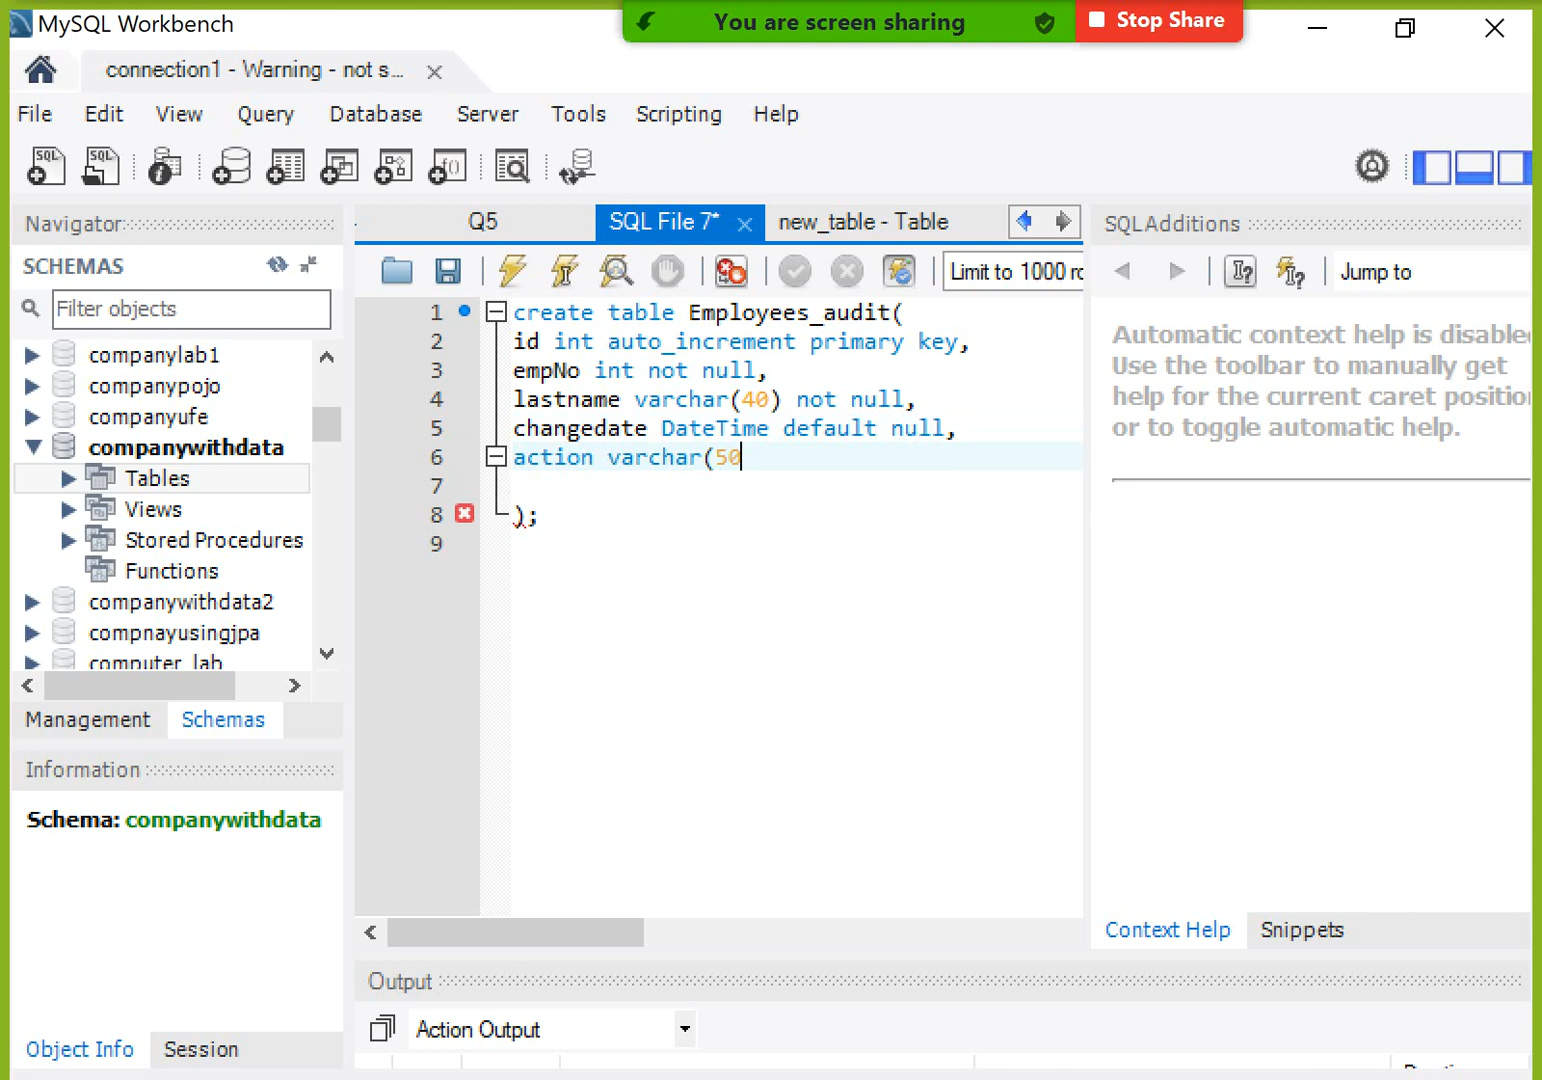 MySQL Workbench
You are screen sharing
Stop Share
connection1 - Warning - not s...
File Edit View Query Database Server Tools Scripting Help
Navigator
SCHEMAS
Filter objects
companylab1
companypojo
companyufe
companywithdata
Tables
Views
Stored Procedures
Functions
companywithdata2
compnayusingjpa
computer_lab
Management Schemas
Information
Schema: companywithdata
Object Info Session
Q5 SQL File 7* new_table - Table
Limit to 1000 ro
1 create table Employees_audit(
2 id int auto_increment primary key,
3 empNo int not null,
4 lastname varchar(40) not null,
5 changedate DateTime default null,
6 action varchar(50
7
8 );
9
SQLAdditions
Jump to
Automatic context help is disable
Use the toolbar to manually get
help for the current caret positio
or to toggle automatic help.
Context Help Snippets
Output
Action Output